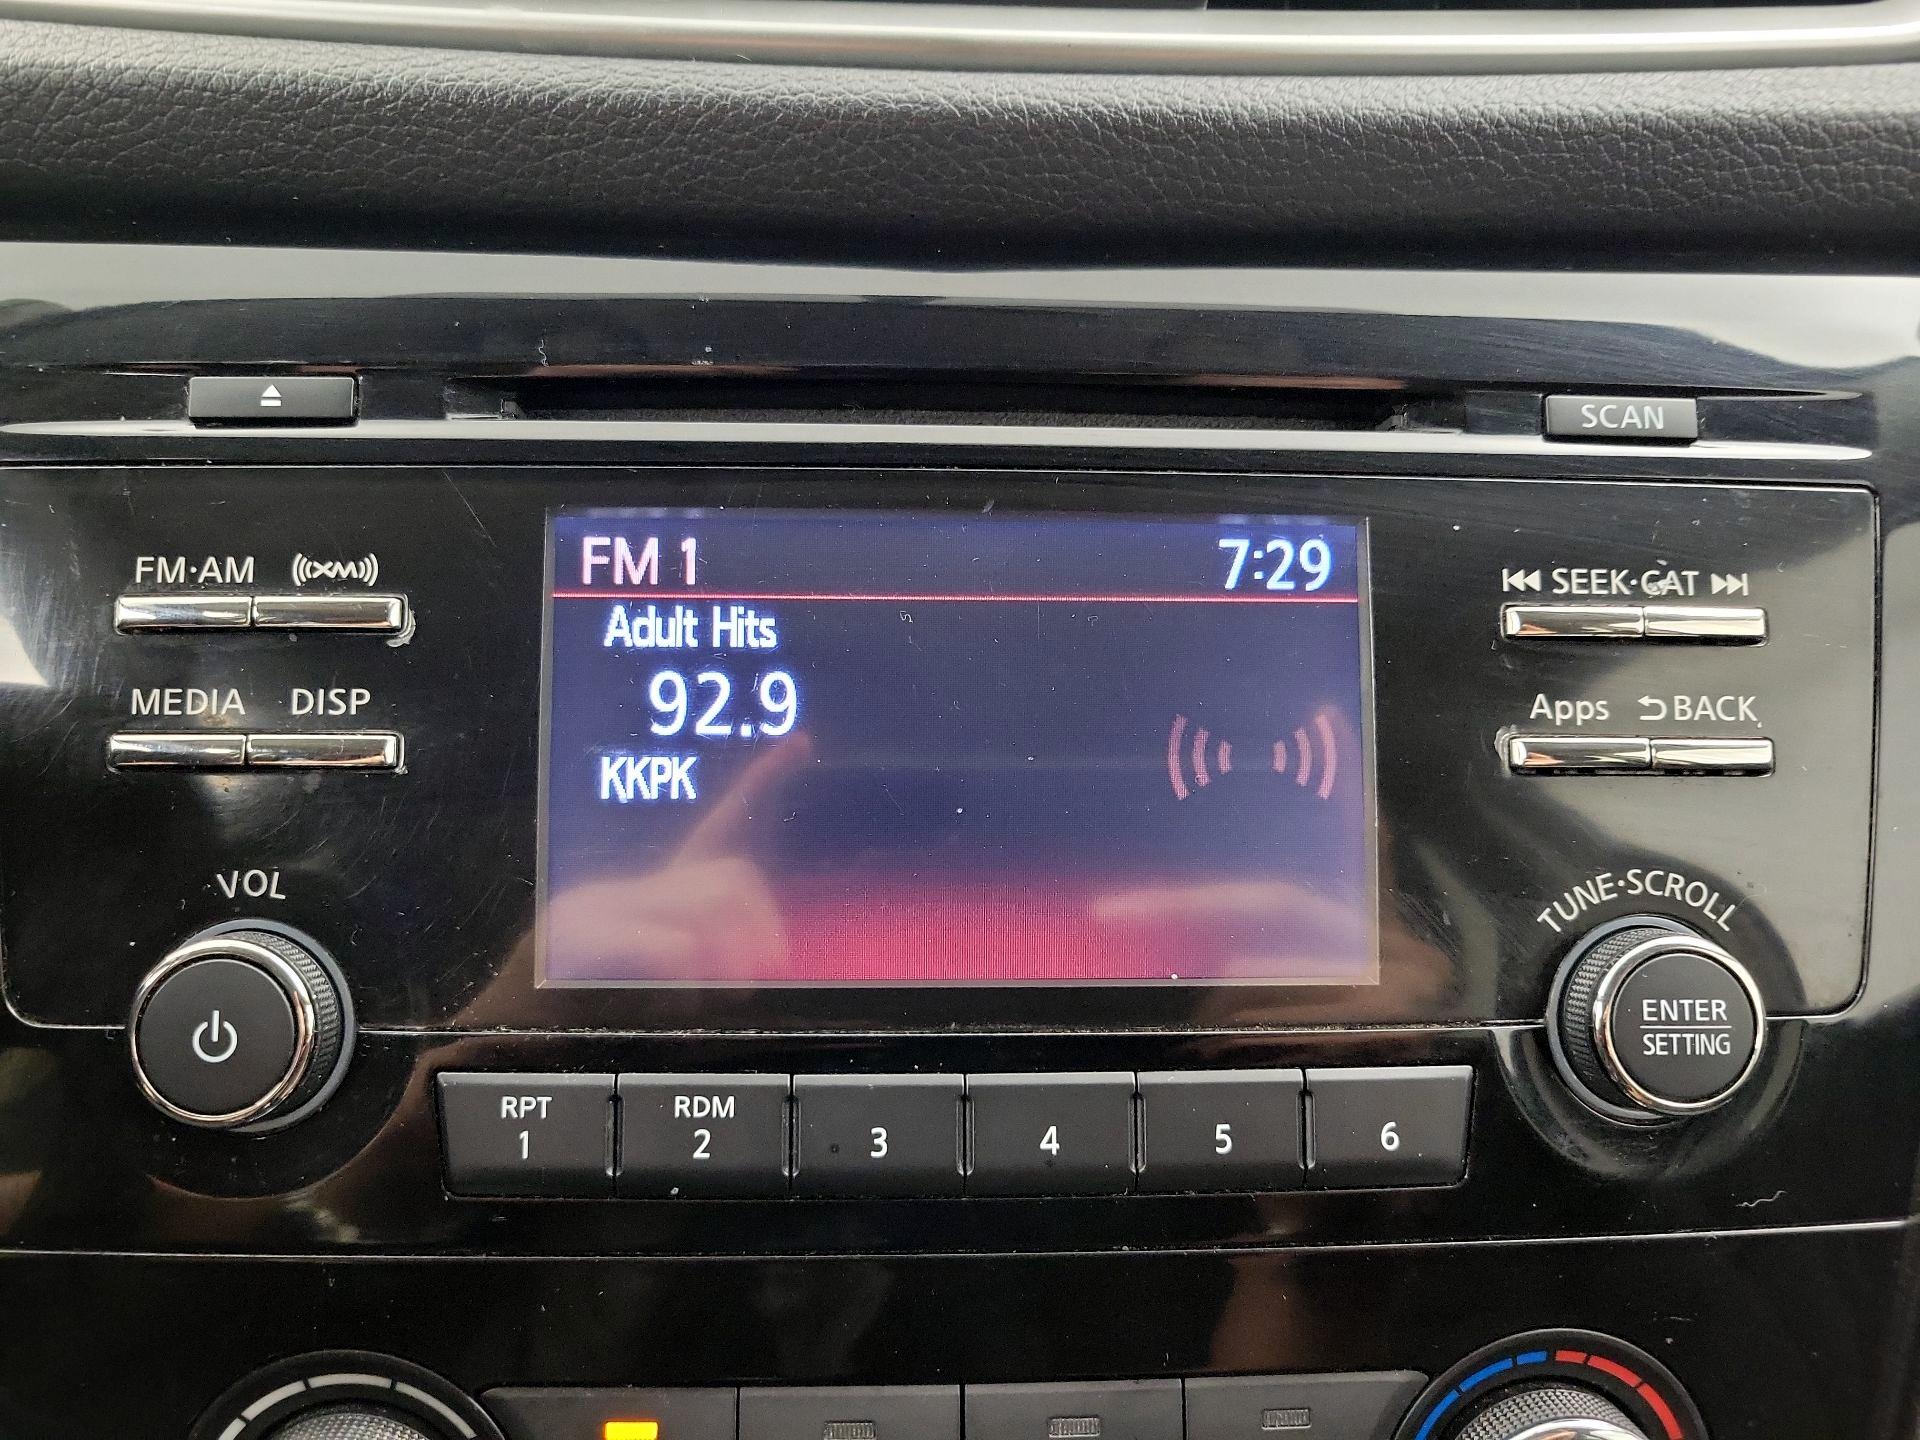 SCAN
FM·AM XM
FM 1 7:29
SEEK·CAT
Adult Hits
92.9
MEDIA DISP
Apps BACK
KKPK
VOL
TUNE·SCROLL
ENTER
SETTING
RPT RDM
1 2 3 4 5 6